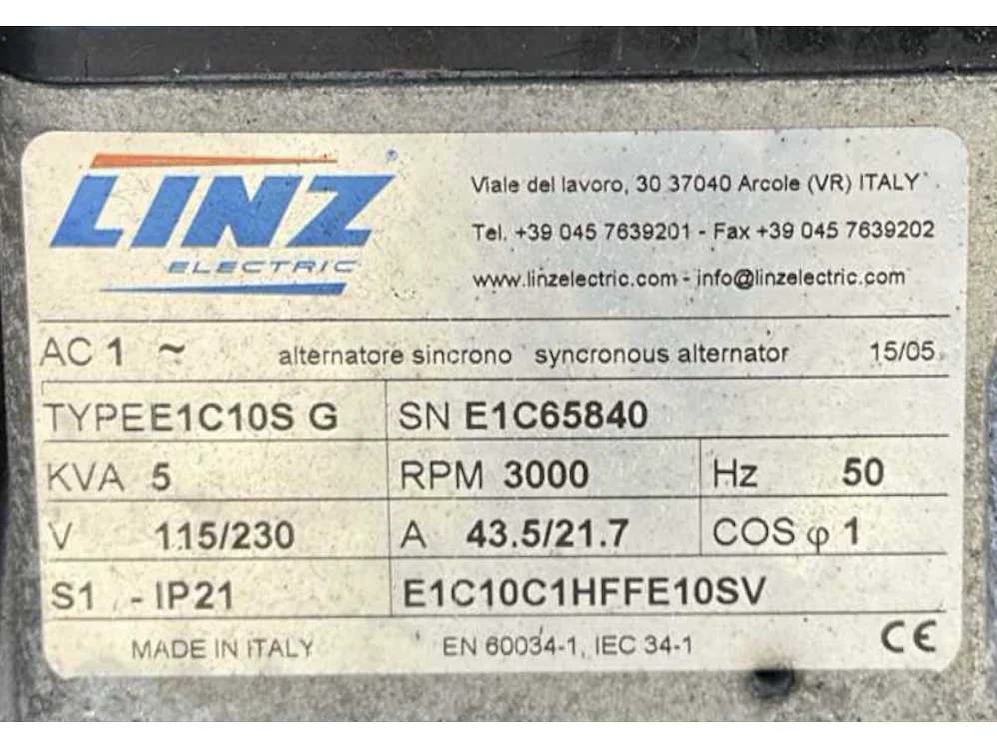 LINZ®
ELECTRIC
Viale del lavoro, 30 37040 Arcole (VR) ITALY
Tel. +39 045 7639201 - Fax +39 045 7639202
www.linzelectric.com - info@linzelectric.com
AC 1 ~ alternatore sincrono syncronous alternator 15/05
TYPE E1C10S G SN E1C65840
KVA 5 RPM 3000 Hz 50
V 115/230 A 43.5/21.7 COS φ 1
S1 - IP21 E1C10C1HFFE10SV
MADE IN ITALY EN 60034-1, IEC 34-1 CE